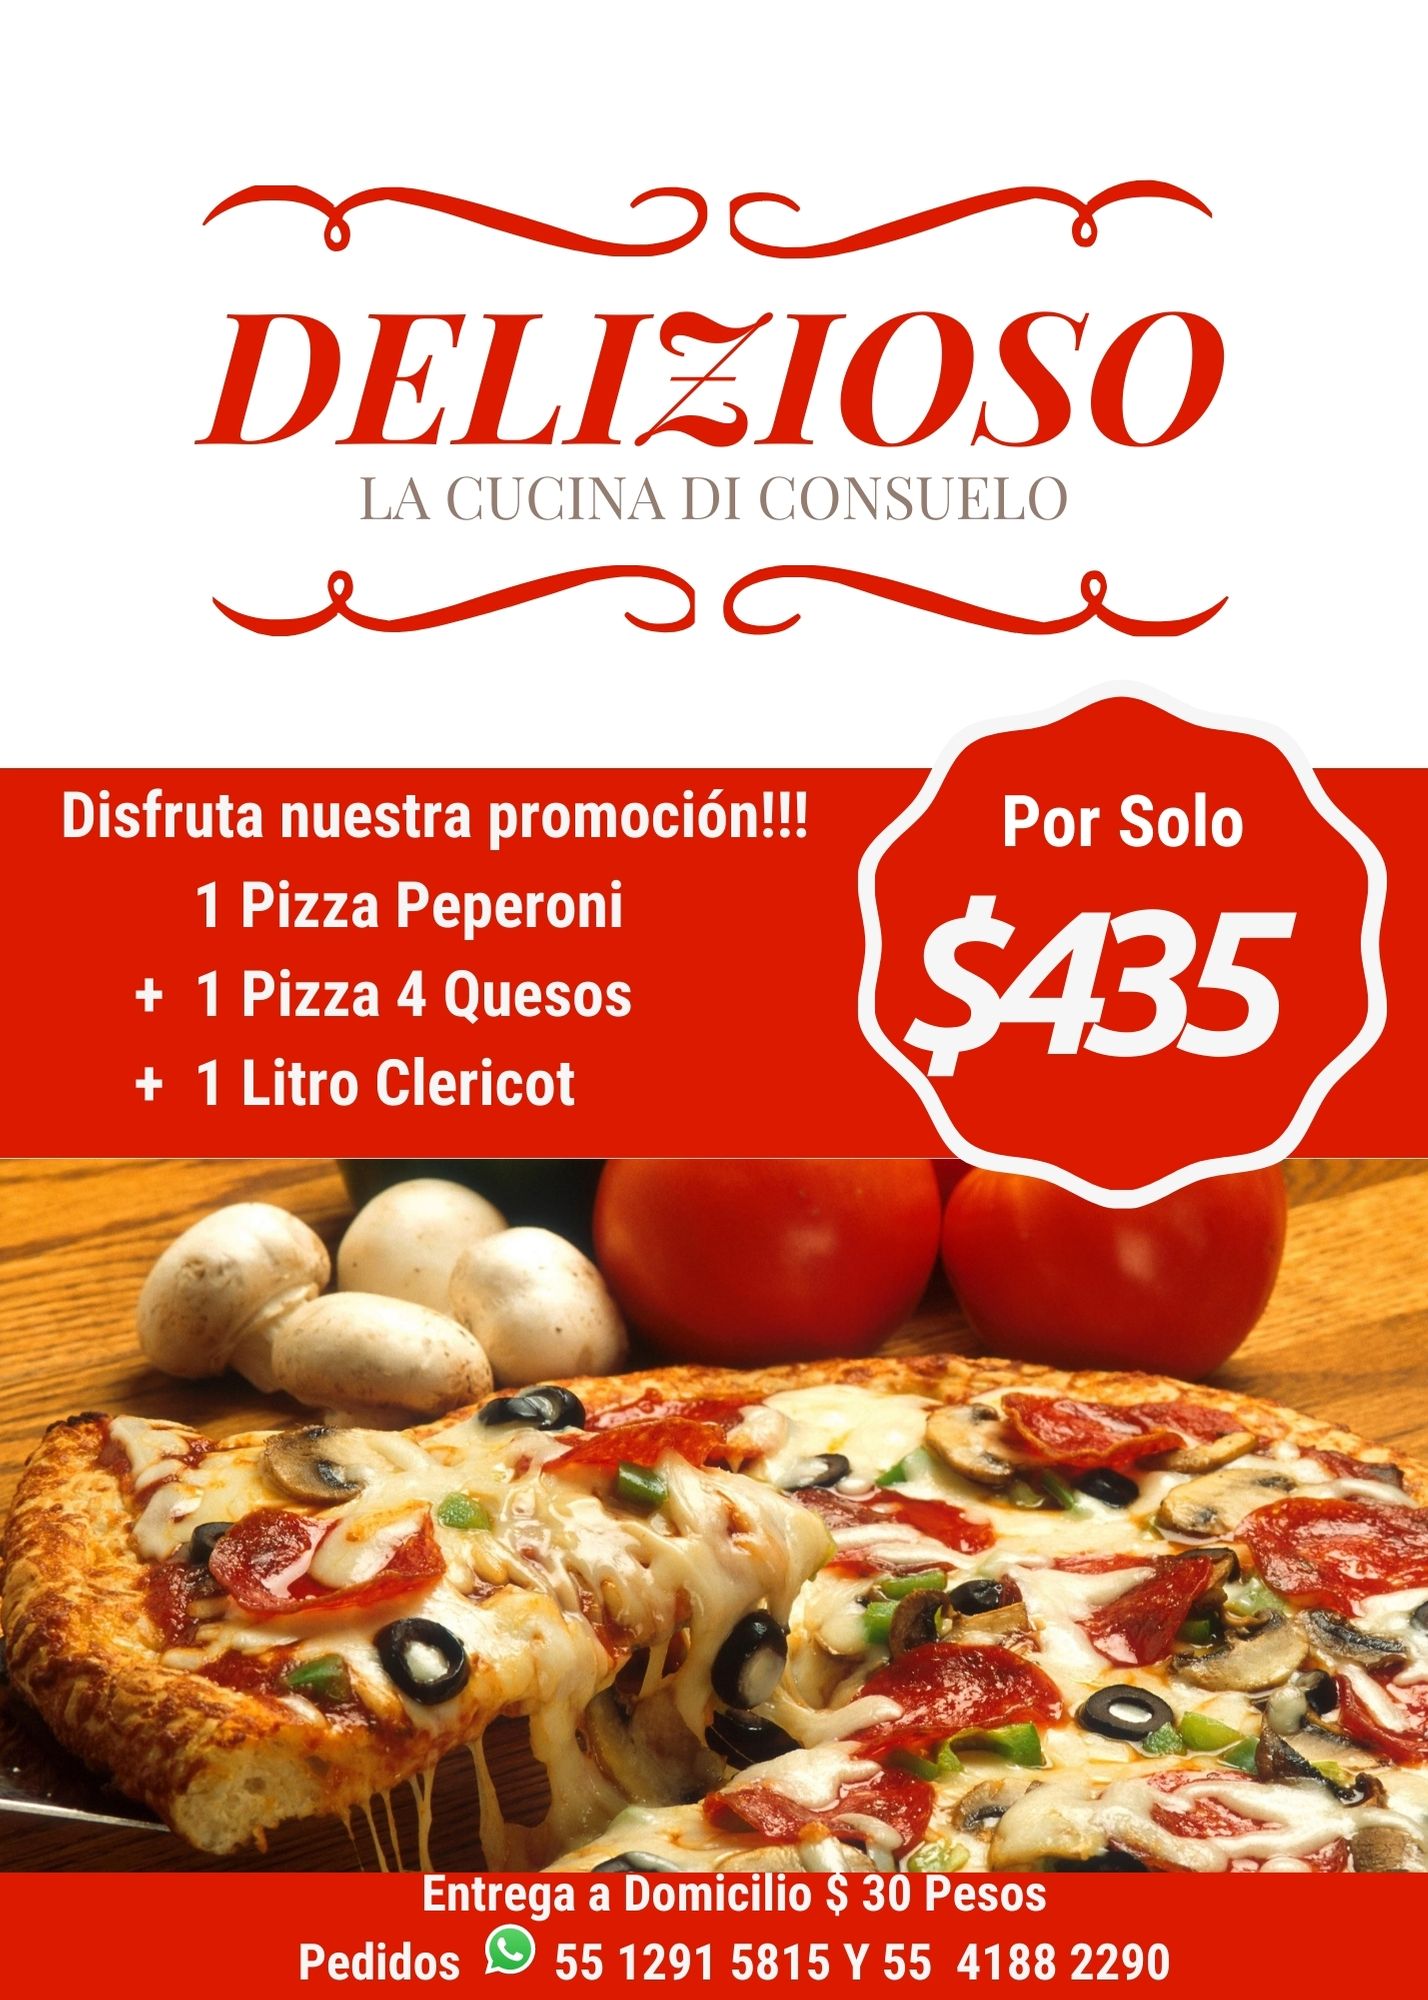 DELIZIOSO
LA CUCINA DI CONSUELO
Disfruta nuestra promoción!!!
1 Pizza Peperoni
+ 1 Pizza 4 Quesos
+ 1 Litro Clericot
Por Solo
$435
Entrega a Domicilio $ 30 Pesos
Pedidos 55 1291 5815 Y 55 4188 2290